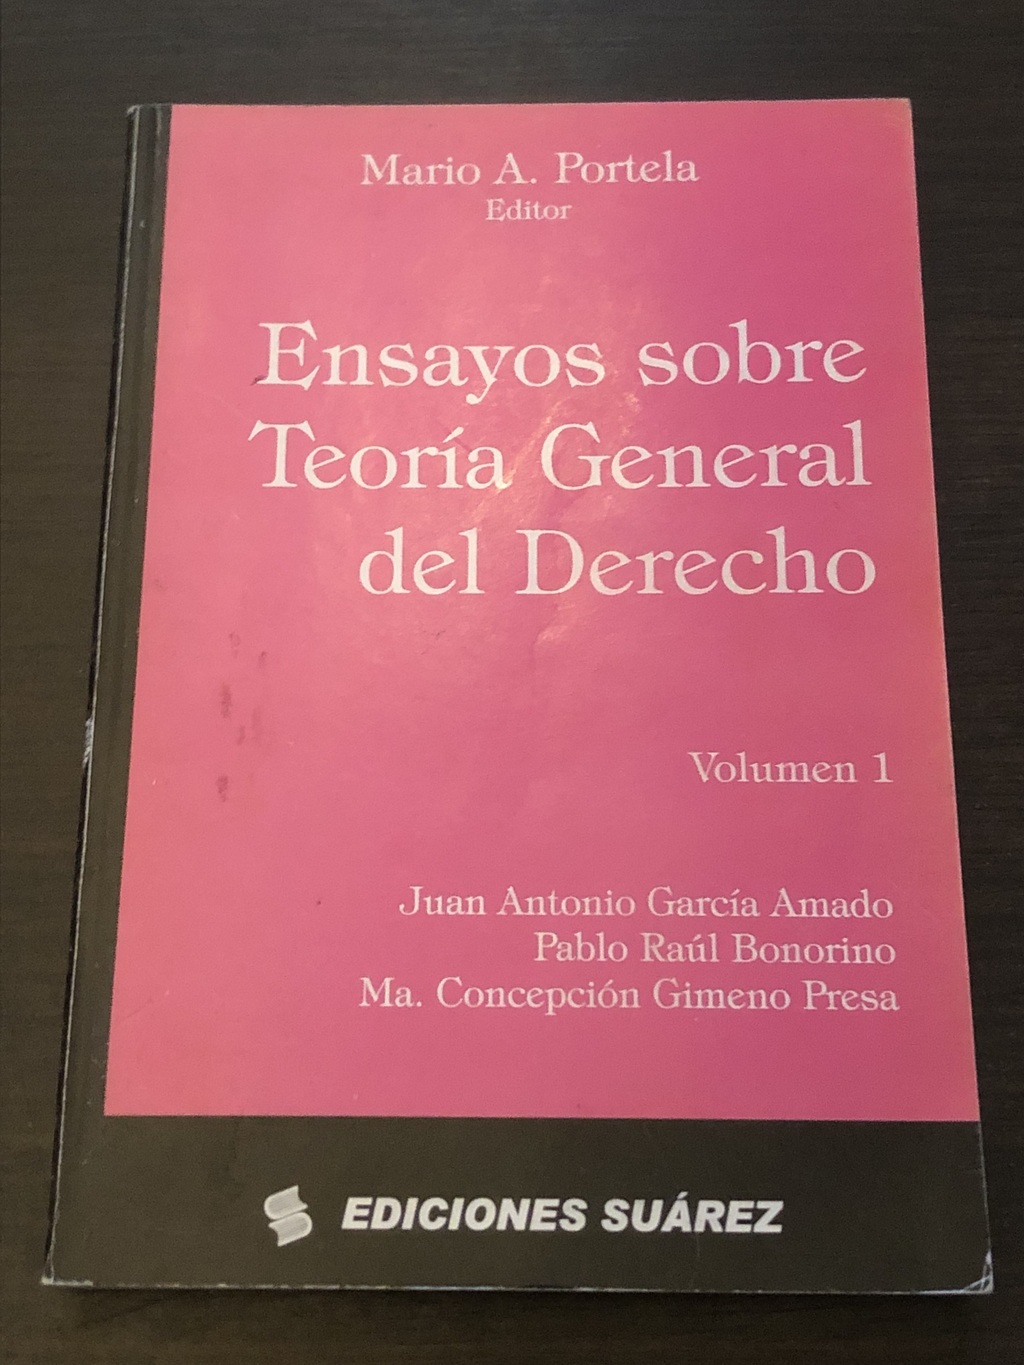 Mario A. Portela
Editor
Ensayos sobre
Teoría General
del Derecho
Volumen 1
Juan Antonio García Amado
Pablo Raúl Bonorino
Ma. Concepción Gimeno Presa
EDICIONES SUÁREZ